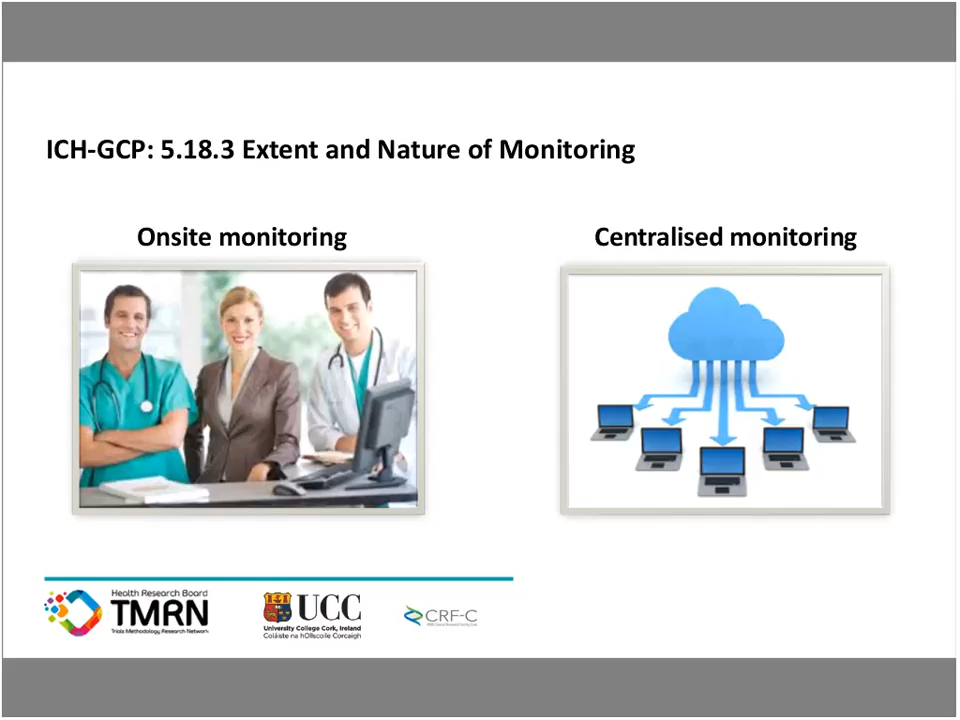 ICH-GCP: 5.18.3 Extent and Nature of Monitoring
Onsite monitoring
Centralised monitoring
Health Research Board
TMRN
Trials Methodology Research Network
UCC
University College Cork, Ireland
Coláiste na hOllscoile Corcaigh
CRF-C